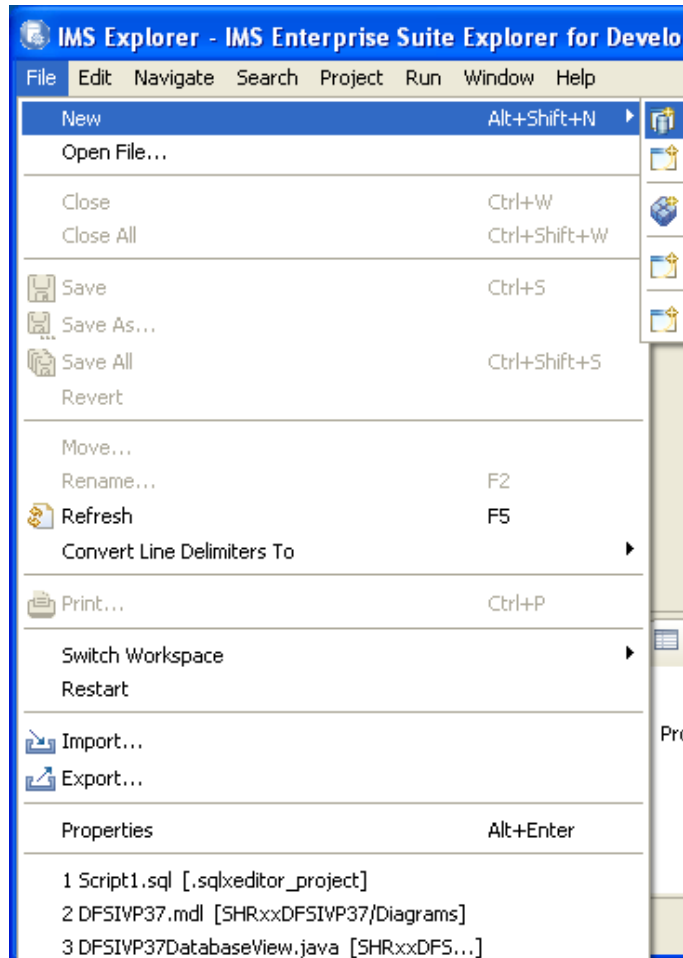 IMS Explorer - IMS Enterprise Suite Explorer for Develo
File Edit Navigate Search Project Run Window Help
New Alt+Shift+N
Open File...
Close Ctrl+W
Close All Ctrl+Shift+W
Save Ctrl+S
Save As...
Save All Ctrl+Shift+S
Revert
Move...
Rename... F2
Refresh F5
Convert Line Delimiters To
Print... Ctrl+P
Switch Workspace
Restart
Import...
Pro
Export...
Properties Alt+Enter
1 Script1.sql [.sqlxeditor_project]
2 DFSIVP37.mdl [SHRxxDFSIVP37/Diagrams]
3 DFSIVP37DatabaseView.java [SHRxxDFS...]